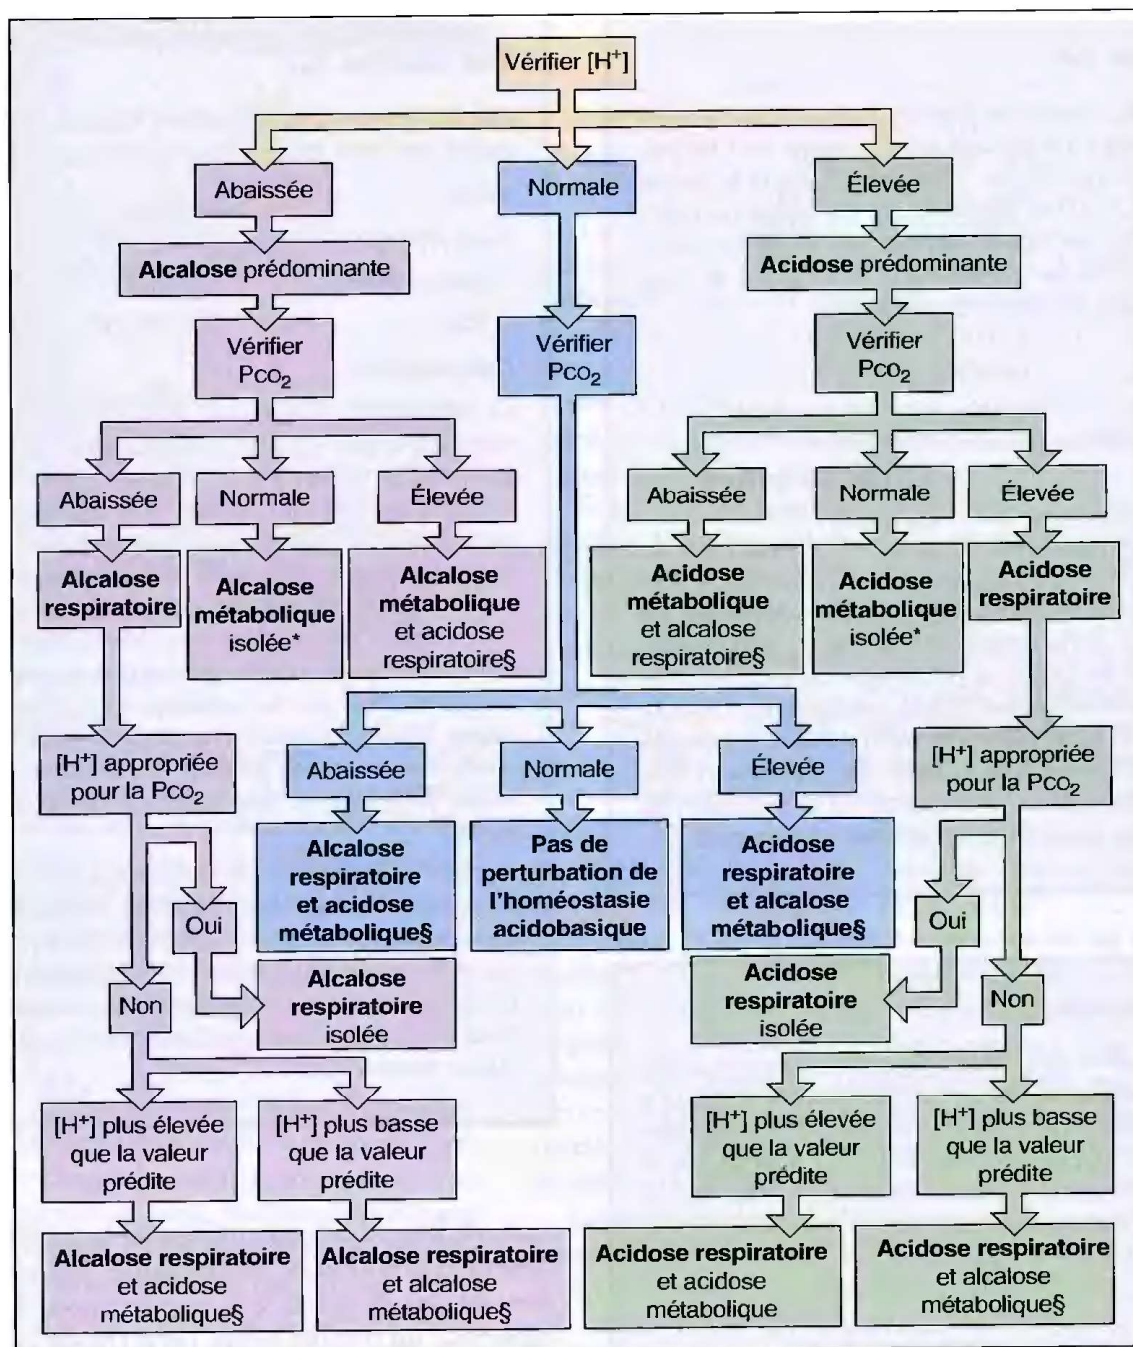 Vérifier [H+]
Abaissée
Normale
Élevée
Alcalose prédominante
Acidose prédominante
Vérifier
PCO2
Vérifier
PCO2
Vérifier
PCO2
Abaissée
Normale
Élevée
Abaissée
Normale
Élevée
Alcalose
respiratoire
Alcalose
métabolique
isolée*
Alcalose
métabolique
et acidose
respiratoire§
Acidose
métabolique
et alcalose
respiratoire§
Acidose
métabolique
isolée*
Acidose
respiratoire
[H+] appropriée
pour la PCO2
Abaissée
Normale
Élevée
[H+] appropriée
pour la PCO2
Alcalose
respiratoire
et acidose
métabolique§
Pas de
perturbation de
l'homéostasie
acidobasique
Acidose
respiratoire
et alcalose
métabolique§
Oui
Oui
Non
Alcalose
respiratoire
isolée
Acidose
respiratoire
isolée
Non
[H+] plus élevée
que la valeur
prédite
[H+] plus basse
que la valeur
prédite
[H+] plus élevée
que la valeur
prédite
[H+] plus basse
que la valeur
prédite
Alcalose respiratoire
et acidose
métabolique§
Alcalose respiratoire
et alcalose
métabolique§
Acidose respiratoire
et acidose
métabolique
Acidose respiratoire
et alcalose
métabolique§